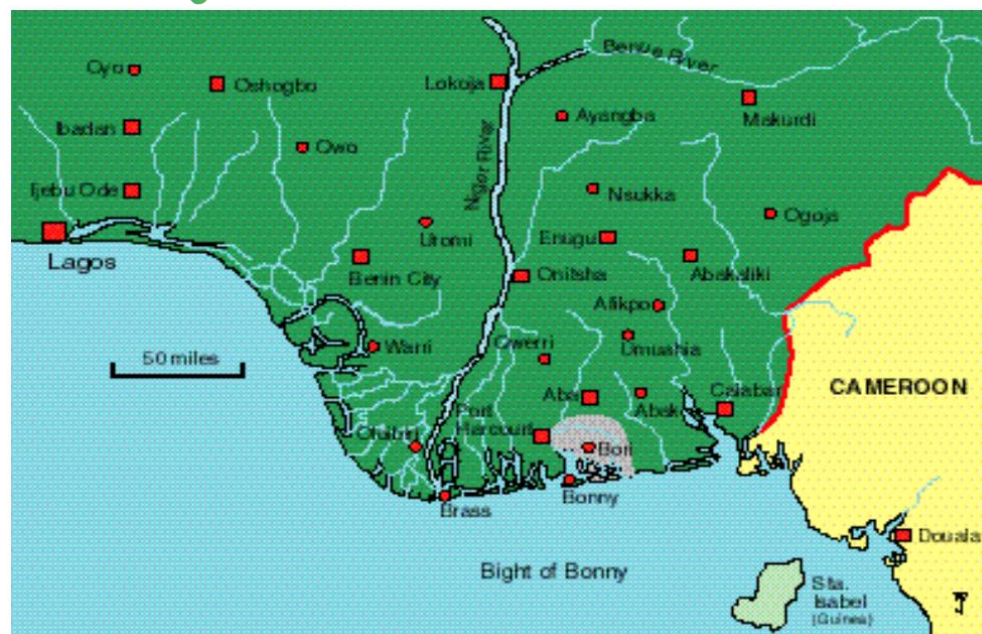 Benue River
Oyo
Oshogbo
Lokoja
Ayangba
Makurdi
Ibadan
Owo
Niger River
Ijebu Ode
Nsukka
Ogoja
Uromi
Enugu
Lagos
Benin City
Onitsha
Abakaliki
Afikpo
50 miles
Warri
Owerri
Umuahia
CAMEROON
Aba
Abak
Calabar
Port
Harcourt
Oloibiri
Bori
Brass
Bonny
Douala
Bight of Bonny
Sta.
Isabel
(Guinea)